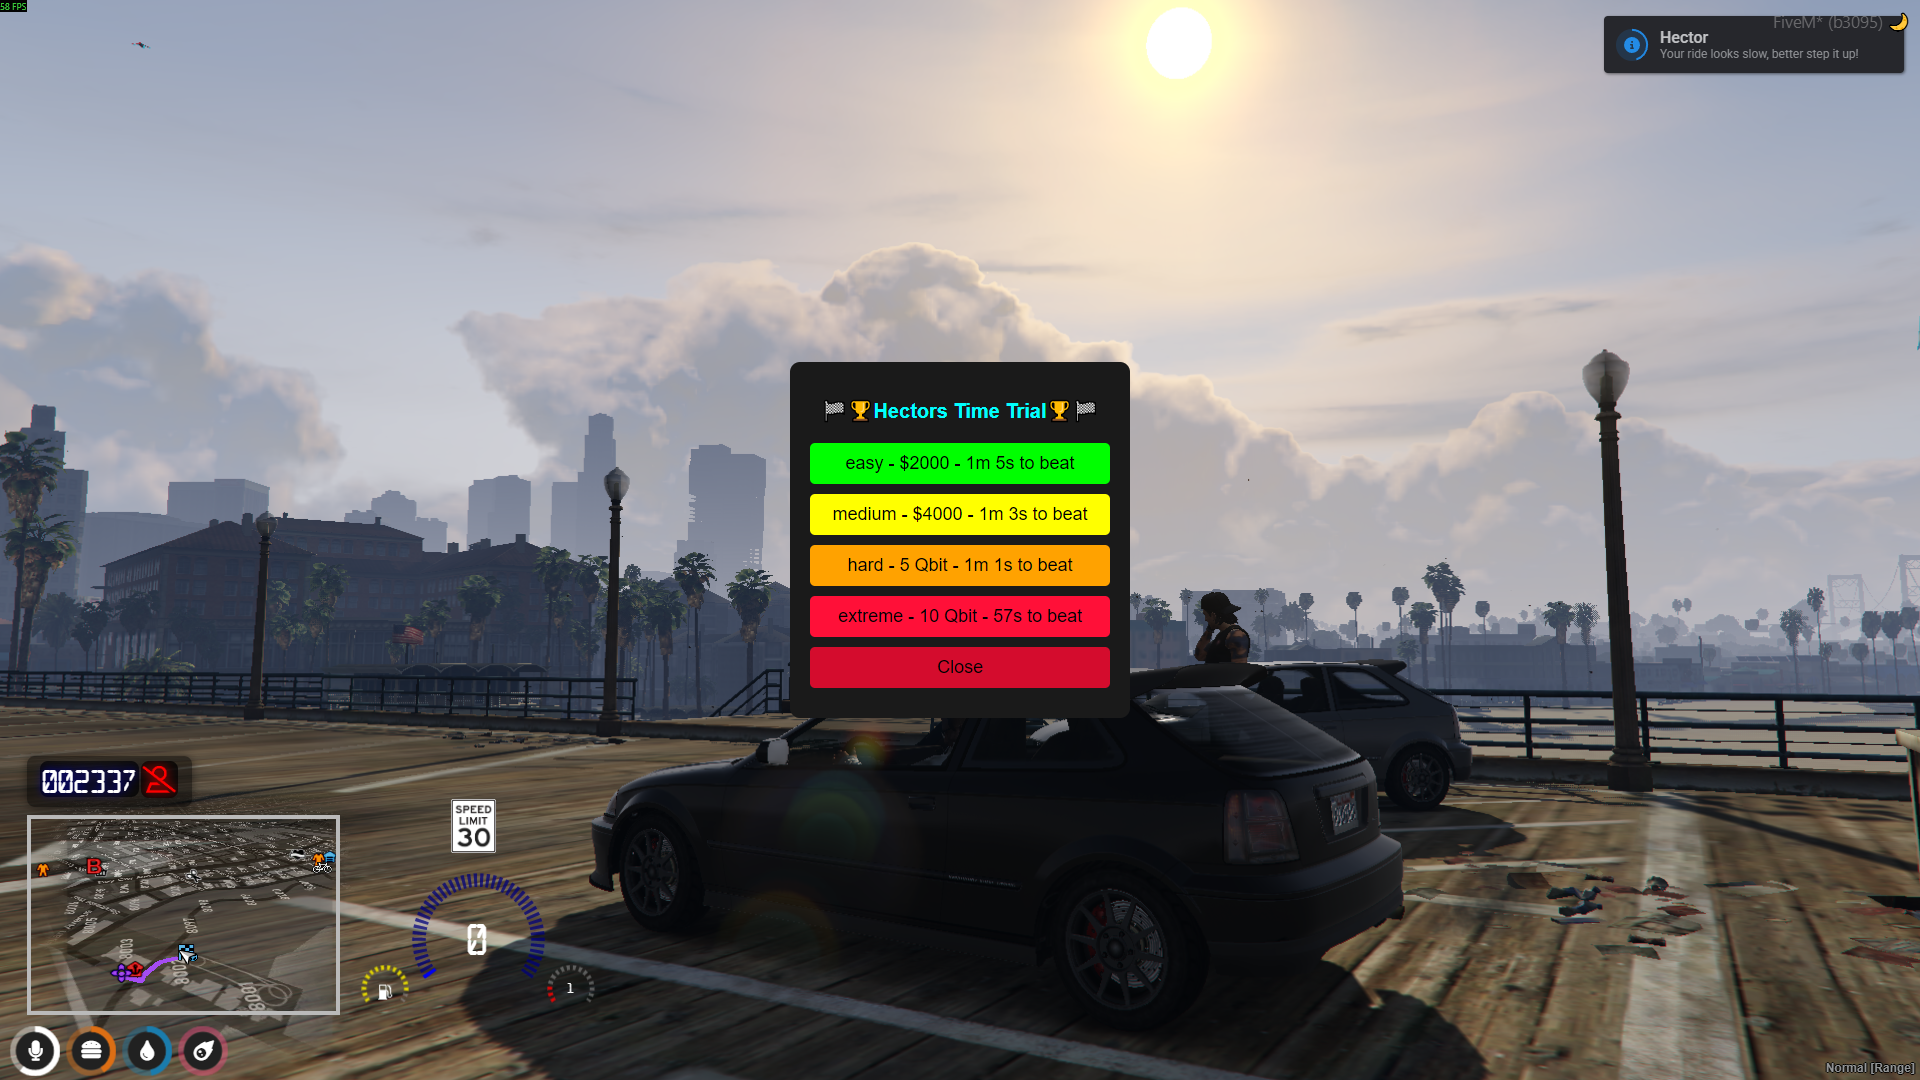 58 FPS
FiveM* (b3095)
Hector
Your ride looks slow, better step it up!
Hectors Time Trial
easy - $2000 - 1m 5s to beat
medium - $4000 - 1m 3s to beat
hard - 5 Qbit - 1m 1s to beat
extreme - 10 Qbit - 57s to beat
Close
002337
SPEED
LIMIT
30
B
8003
0
1
Normal [Range]